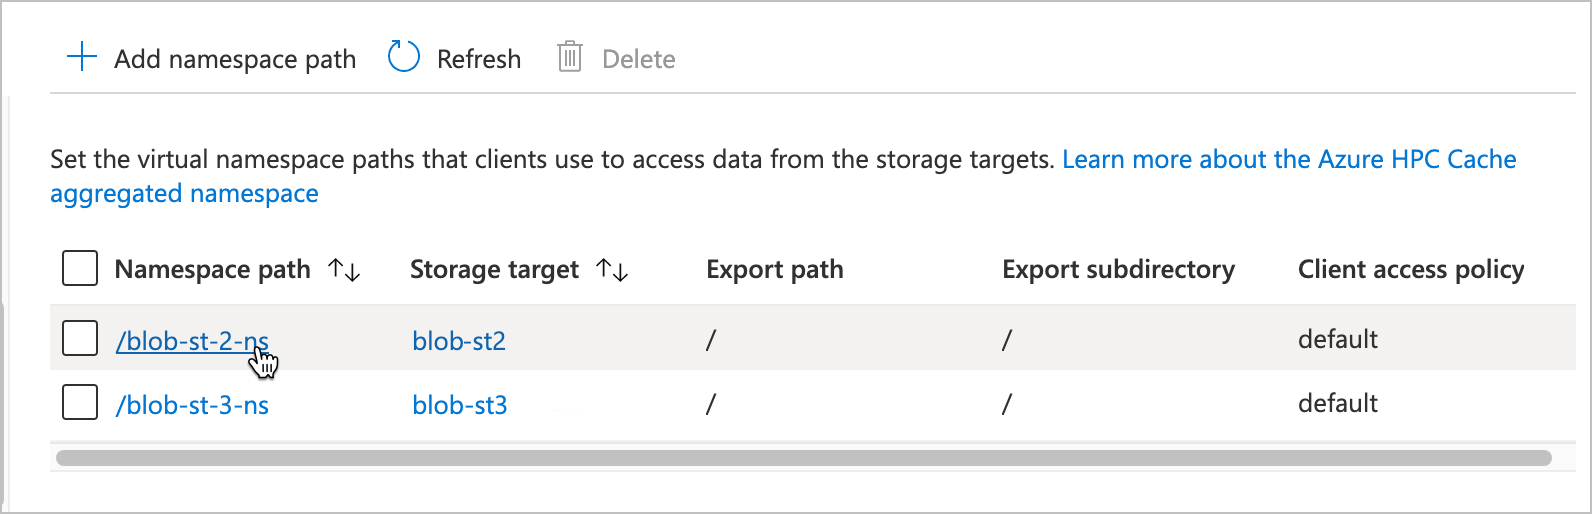 Add namespace path Refresh Delete
Set the virtual namespace paths that clients use to access data from the storage targets. Learn more about the Azure HPC Cache
aggregated namespace
Namespace path ↑↓ Storage target ↑↓ Export path Export subdirectory Client access policy
/blob-st-2-ns blob-st2 / / default
/blob-st-3-ns blob-st3 / / default